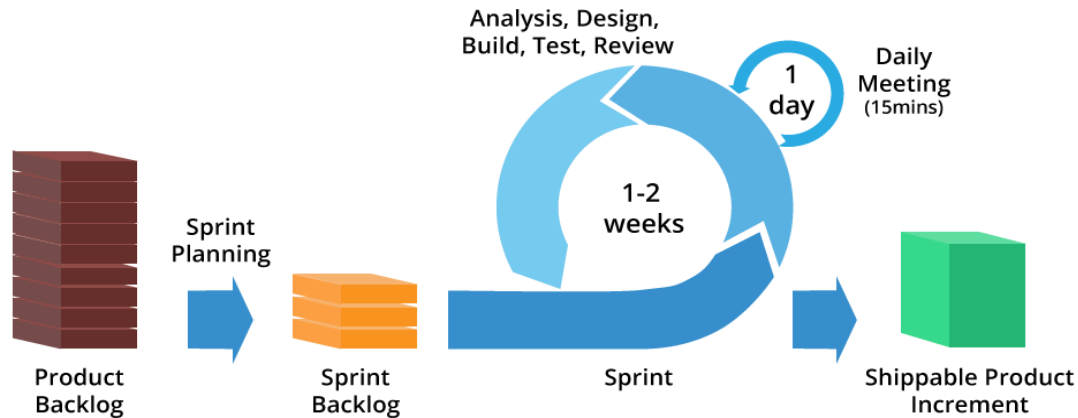 Analysis, Design,
Build, Test, Review
1
day
Daily
Meeting
(15mins)
1-2
weeks
Sprint
Planning
Product
Backlog
Sprint
Backlog
Sprint
Shippable Product
Increment